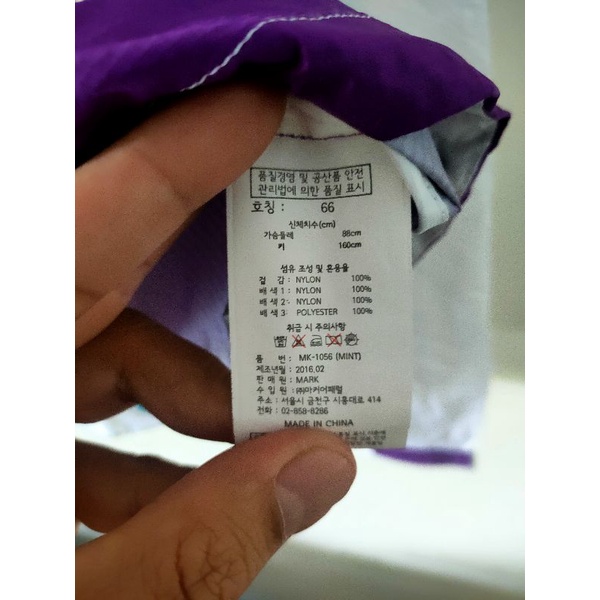 품질경영 및 공산품 안전
관리법에 의한 품질 표시
호칭 : 66
신체치수(cm)
가슴둘레 88cm
키 160cm
섬유 조성 및 혼용율
겉 감 : NYLON 100%
배색 1 : NYLON 100%
배색 2 : NYLON 100%
배색 3 : POLYESTER 100%
취급 시 주의사항
품 번 : MK-1056 (MINT)
제조년월 : 2016.02
판 매 원 : MARK
수 입 원 : ㈜마커어패럴
주소 : 서울시 금천구 시흥대로 414
전화 : 02-858-8286
MADE IN CHINA